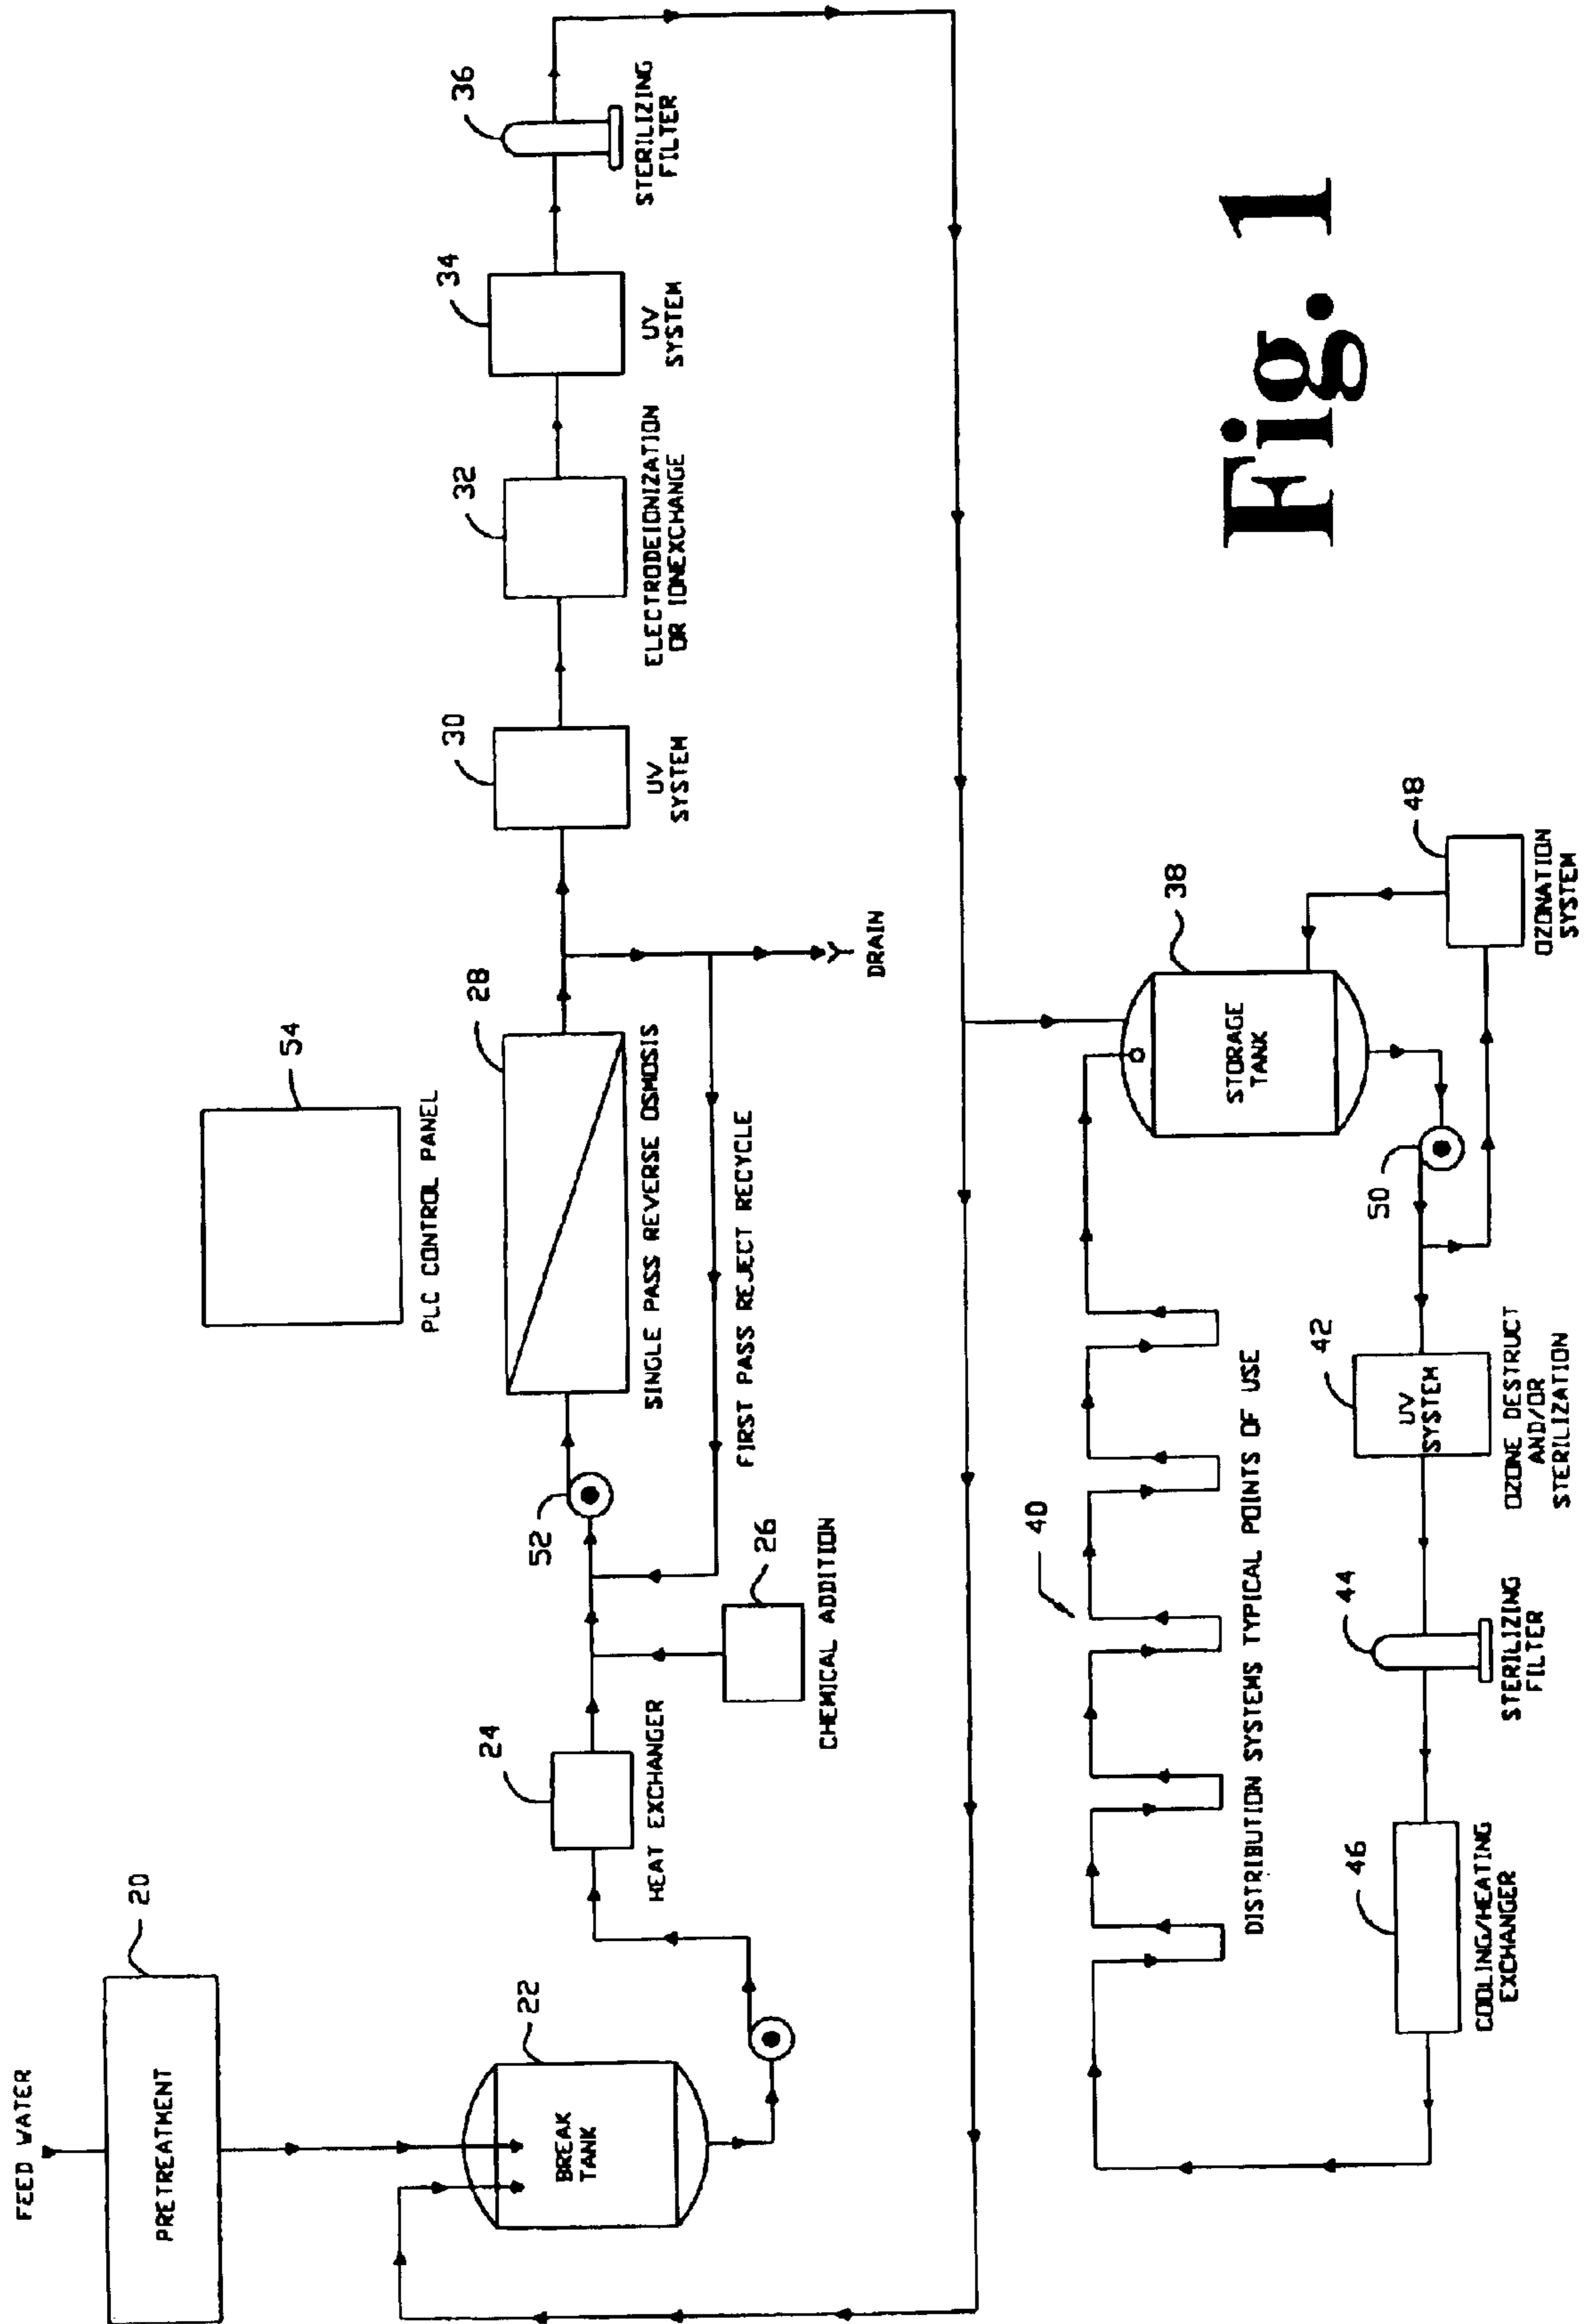 FEED WATER
PRETREATMENT
20
BREAK
TANK
22
24
HEAT EXCHANGER
26
CHEMICAL ADDITION
52
PLC CONTROL PANEL
54
28
SINGLE PASS REVERSE OSMOSIS
FIRST PASS REJECT RECYCLE
DRAIN
30
UV
SYSTEM
32
ELECTRODEIONIZATION
OR IONEXCHANGE
34
UV
SYSTEM
36
STERILIZING
FILTER
40
DISTRIBUTION SYSTEMS TYPICAL POINTS OF USE
38
STORAGE
TANK
46
COOLING/HEATING
EXCHANGER
44
STERILIZING
FILTER
42
UV
SYSTEM
OZONE DESTRUCT
AND/OR
STERILIZATION
50
48
OZONATION
SYSTEM
Fig. 1